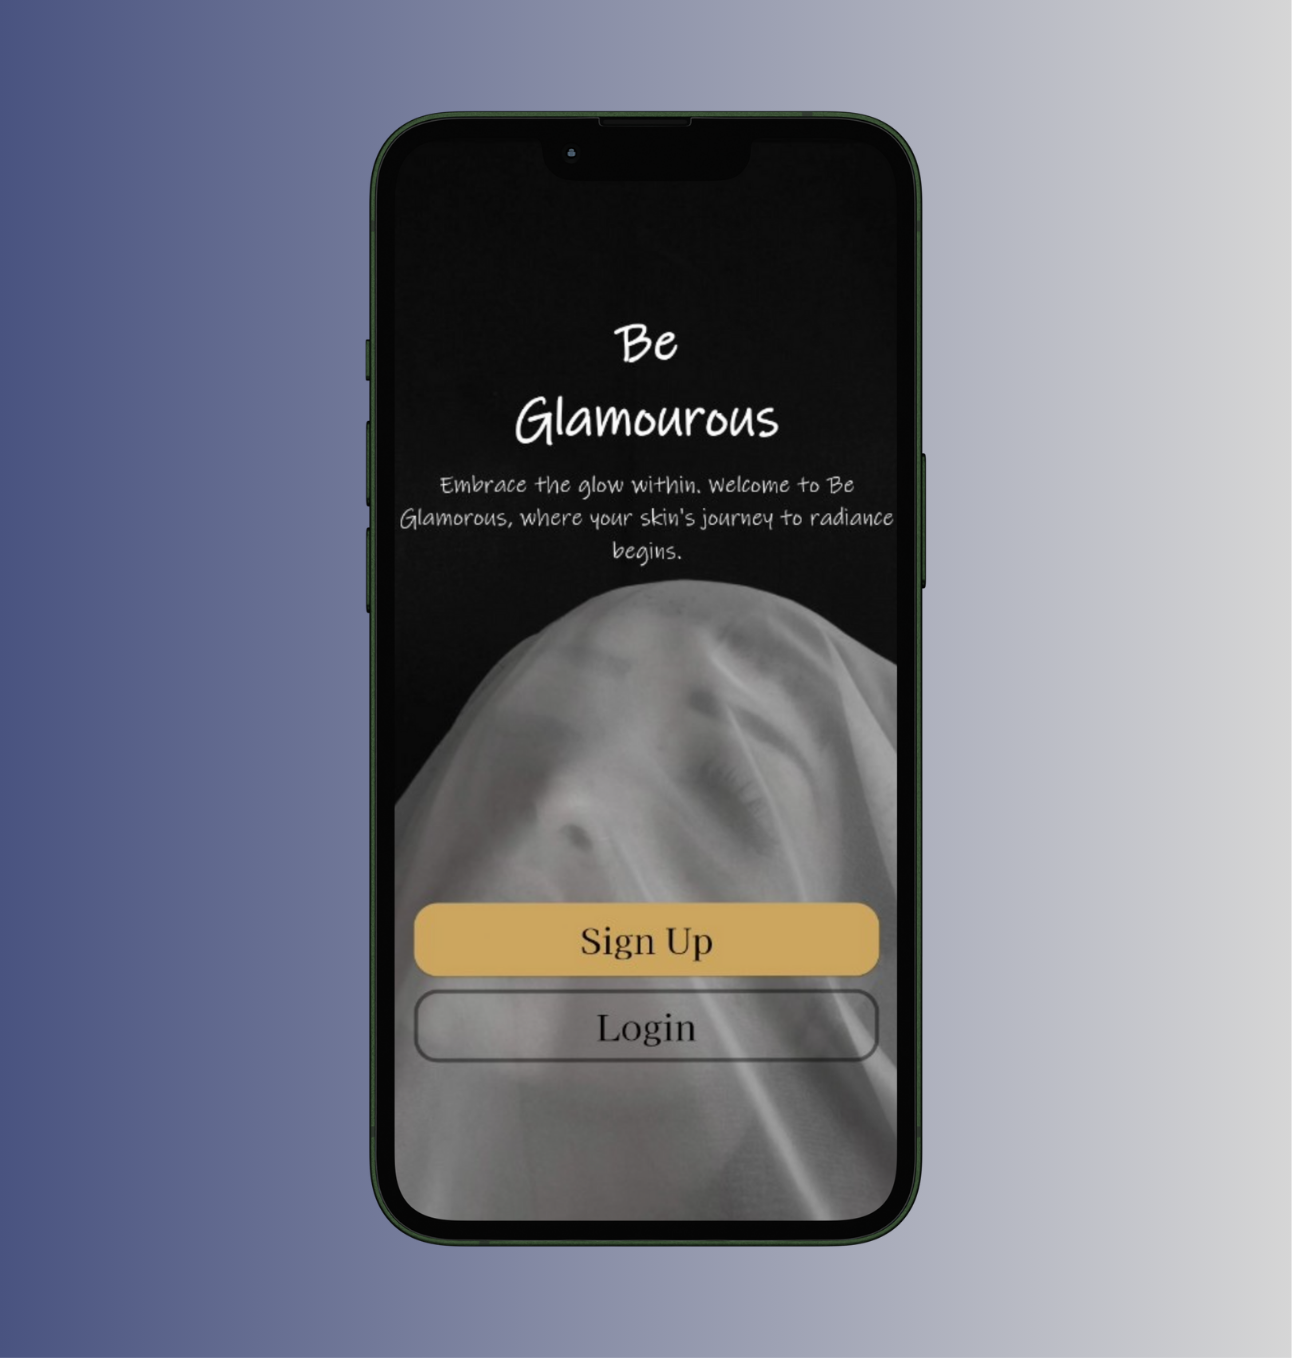 Be
Glamourous
Embrace the glow within. Welcome to Be
Glamorous, where your skin's journey to radiance
begins.
Sign Up
Login